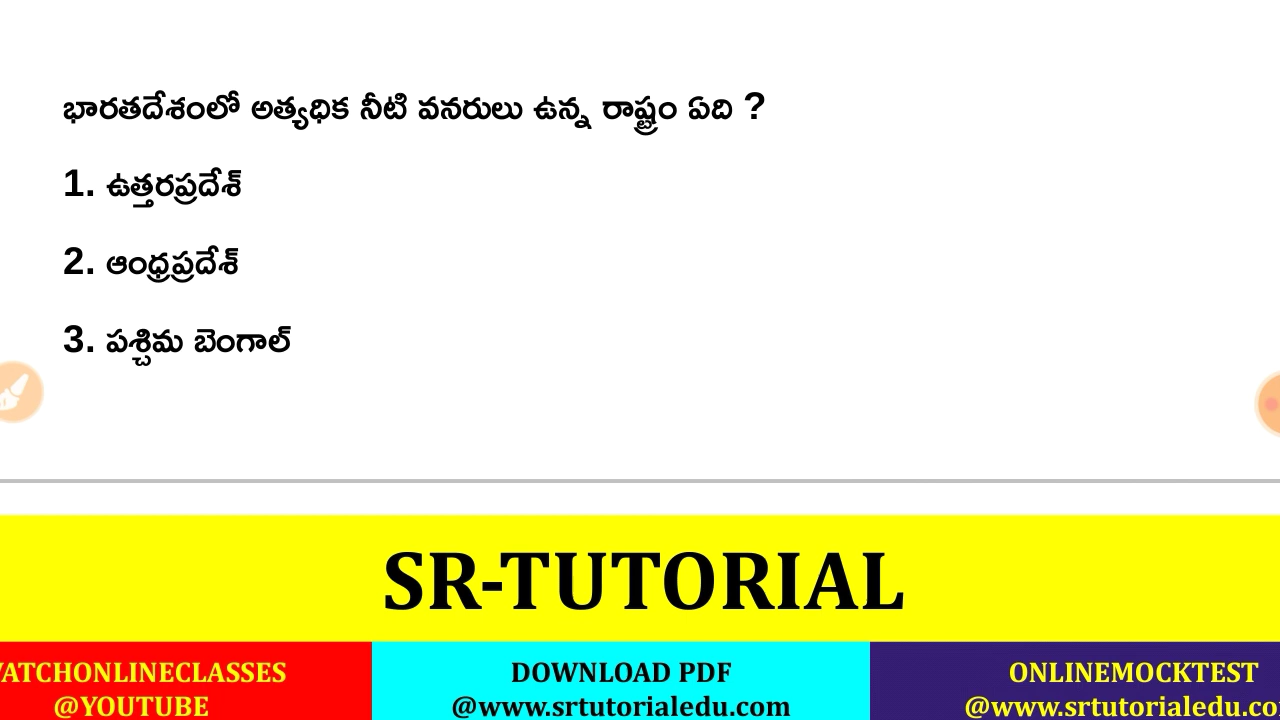 భారతదేశంలో అత్యధిక నీటి వనరులు ఉన్న రాష్ట్రం ఏది ?
1. ఉత్తరప్రదేశ్
2. ఆంధ్రప్రదేశ్
3. పశ్చిమ బెంగాల్
SR-TUTORIAL
VATCHONLINECLASSES
@YOUTUBE
DOWNLOAD PDF
@www.srtutorialedu.com
ONLINEMOCKTEST
@www.srtutorialedu.co